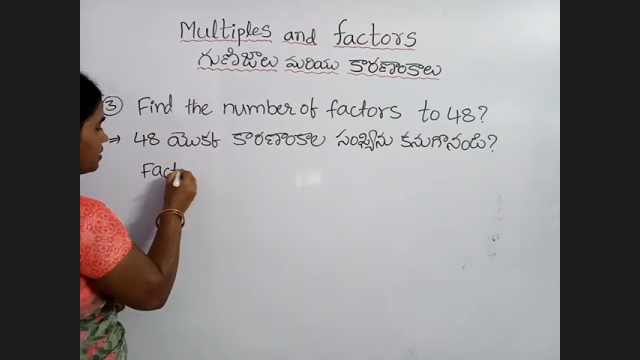 Multiples and factors
గుణిజాలు మరియు కారణాంకాలు
③ Find the number of factors to 48?
→ 48 యొక్క కారణాంకాల సంఖ్యను కనుగొనండి?
Fact